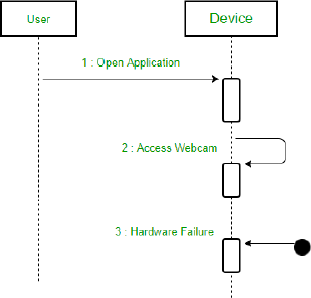 User
Device
1 : Open Application
2 : Access Webcam
3 : Hardware Failure